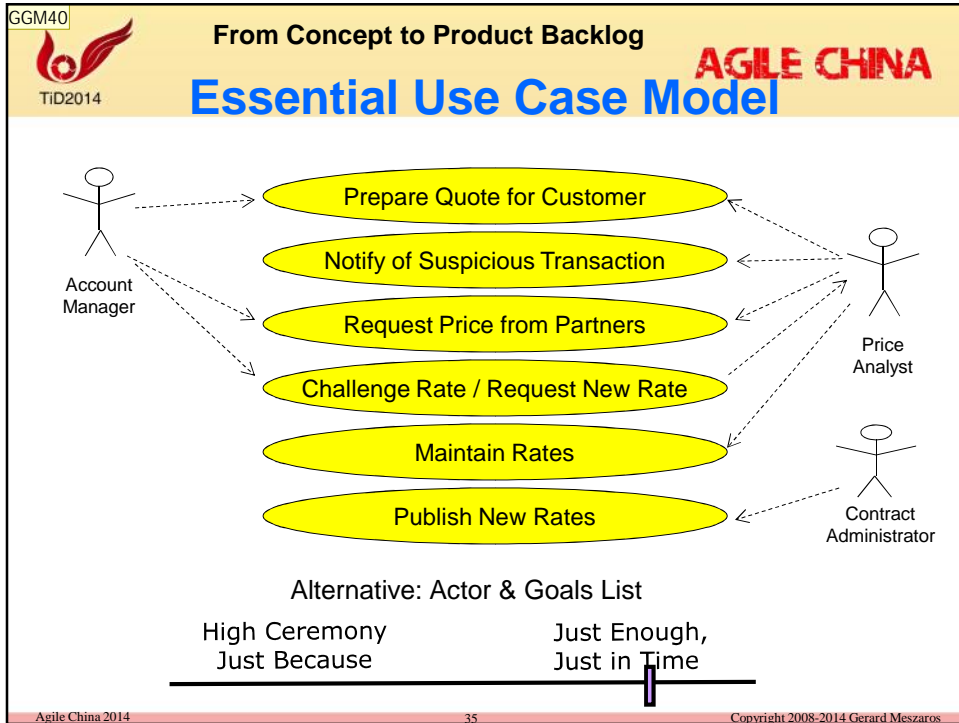 GGM40
TiD2014
From Concept to Product Backlog
AGILE CHINA
Essential Use Case Model
Prepare Quote for Customer
Notify of Suspicious Transaction
Account
Manager
Request Price from Partners
Price
Analyst
Challenge Rate / Request New Rate
Maintain Rates
Publish New Rates
Contract
Administrator
Alternative: Actor & Goals List
High Ceremony
Just Because
Just Enough,
Just in Time
Agile China 2014
35
Copyright 2008-2014 Gerard Meszaros